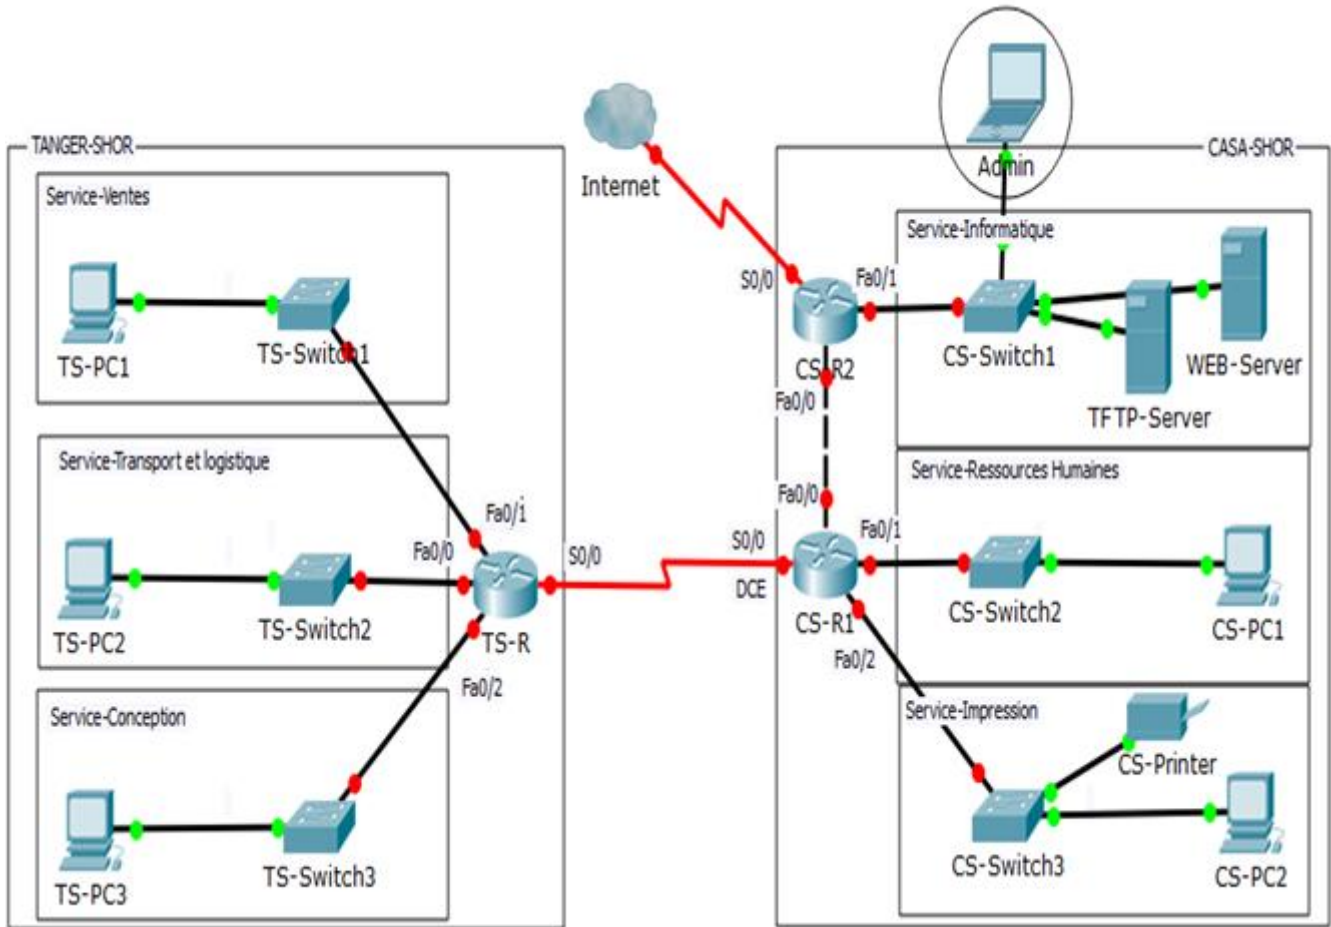 TANGER-SHOR
Service-Ventes
TS-PC1
TS-Switch1
Service-Transport et logistique
TS-PC2
TS-Switch2
Fa0/1
Fa0/0
S0/0
TS-R
Fa0/2
Service-Conception
TS-PC3
TS-Switch3
Internet
CASA-SHOR
Admin
Service-Informatique
S0/0
Fa0/1
CS-R2
Fa0/0
CS-Switch1
WEB-Server
TFTP-Server
Service-Ressources Humaines
Fa0/0
S0/0
DCE
Fa0/1
CS-R1
Fa0/2
CS-Switch2
CS-PC1
Service-Impression
CS-Printer
CS-Switch3
CS-PC2